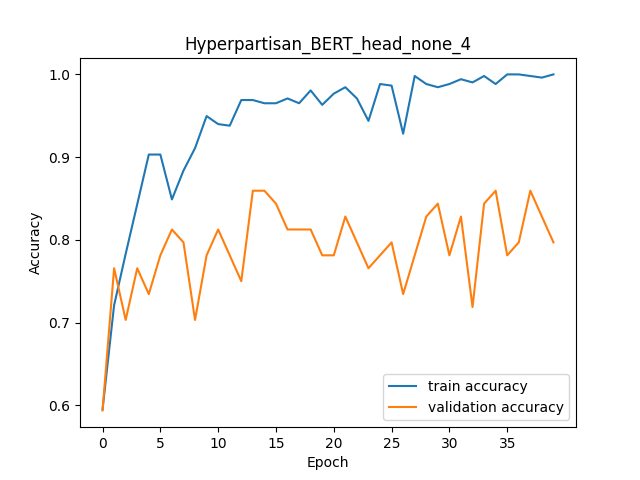 Hyperpartisan_BERT_head_none_4
Accuracy
1.0
0.9
0.8
0.7
0.6
0 5 10 15 20 25 30 35
Epoch
train accuracy
validation accuracy